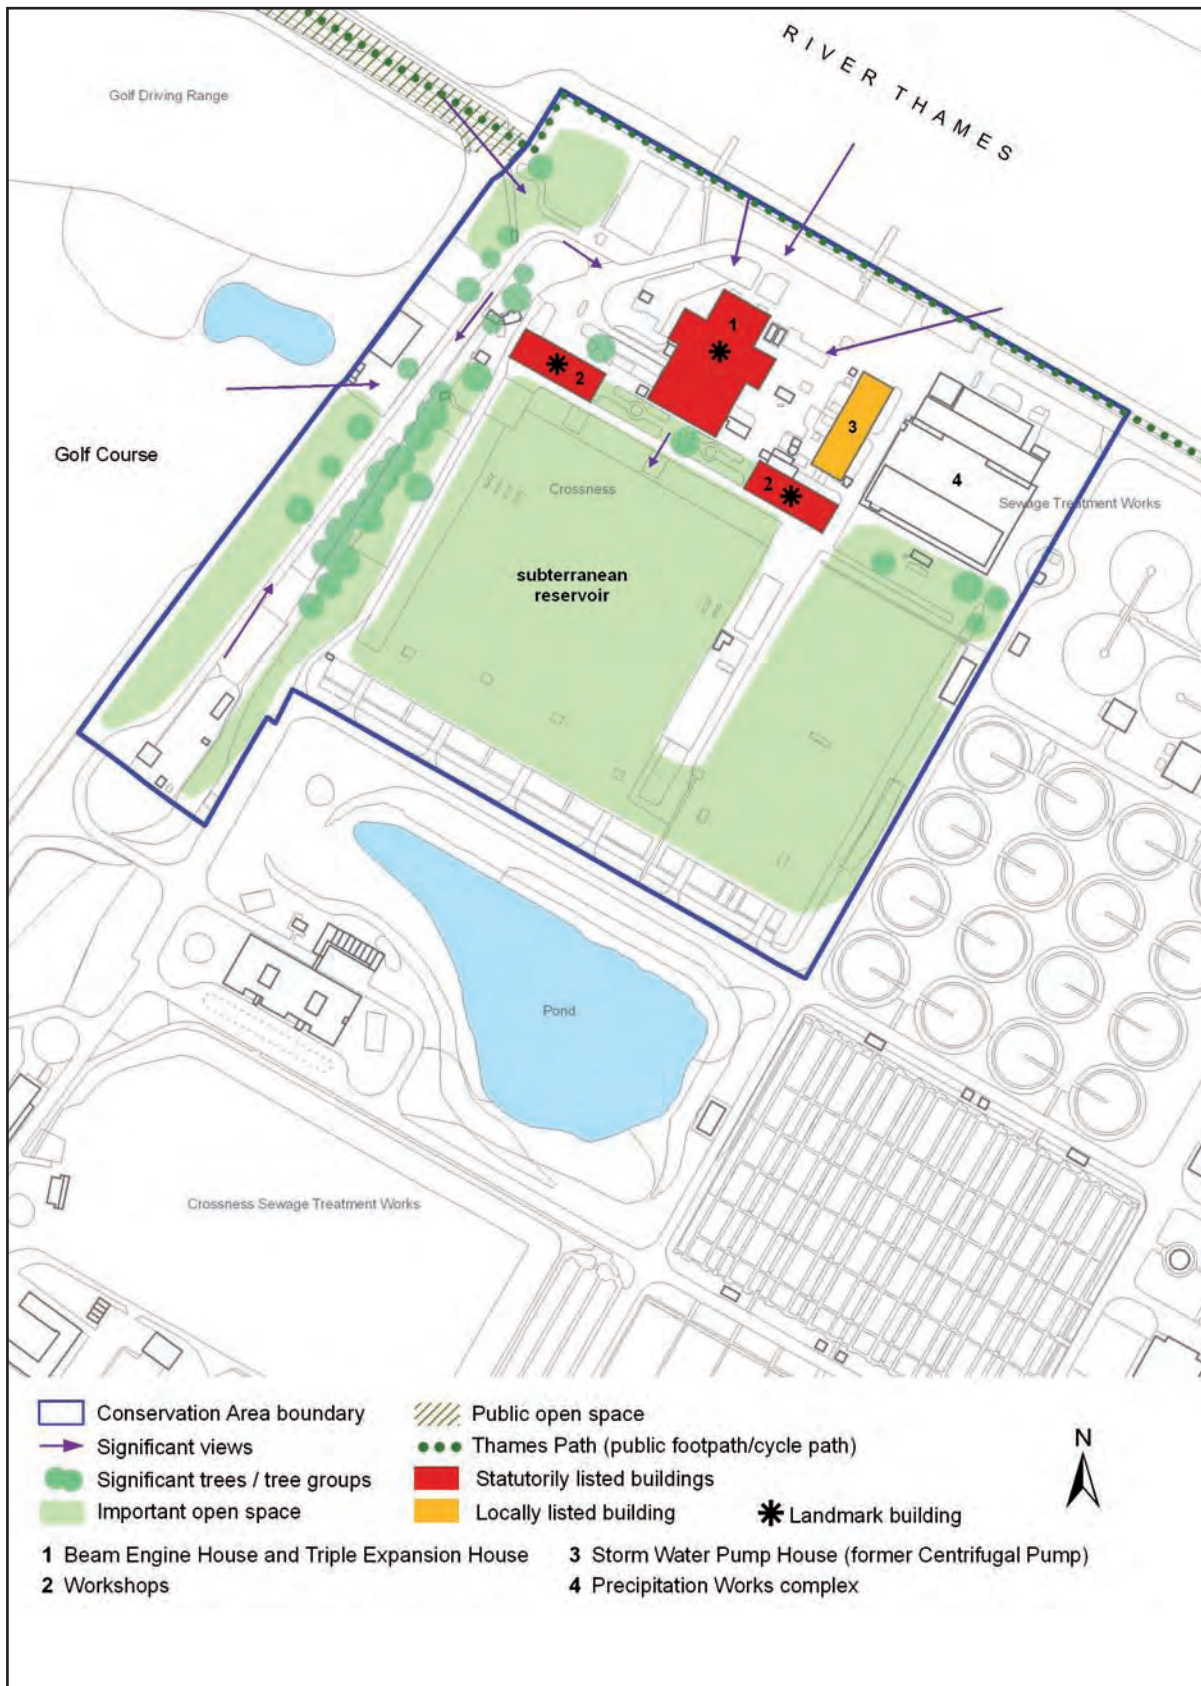 RIVER THAMES
Golf Driving Range
1
2
3
Golf Course
4
2
Crossness
Sewage Treatment Works
subterranean
reservoir
Pond
Crossness Sewage Treatment Works
Conservation Area boundary
Public open space
Significant views
Thames Path (public footpath/cycle path)
N
Significant trees / tree groups
Statutorily listed buildings
Important open space
Locally listed building
Landmark building
1 Beam Engine House and Triple Expansion House
3 Storm Water Pump House (former Centrifugal Pump)
2 Workshops
4 Precipitation Works complex